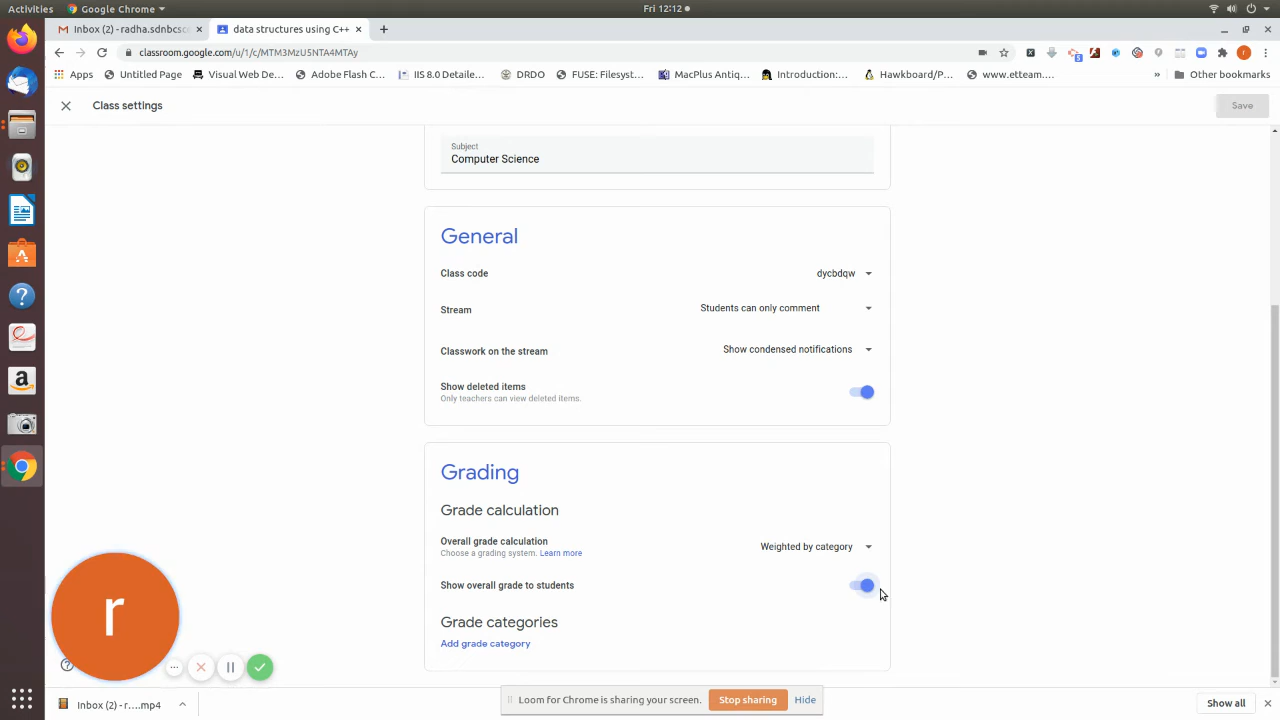 Activities
Google Chrome
Fri 12:12
Inbox (2) - radha.sdnbcsc
data structures using C++
classroom.google.com/u/1/c/MTM3MzU5NTA4MTAy
Apps
Untitled Page
Visual Web De...
Adobe Flash C...
IIS 8.0 Detaile...
DRDO
FUSE: Filesyst...
MacPlus Antiq...
Introduction:...
Hawkboard/P...
www.etteam....
»
Other bookmarks
Class settings
Save
Subject
Computer Science
General
Class code
dycbdqw
Stream
Students can only comment
Classwork on the stream
Show condensed notifications
Show deleted items
Only teachers can view deleted items.
Grading
Grade calculation
Overall grade calculation
Choose a grading system. Learn more
Weighted by category
Show overall grade to students
Grade categories
Add grade category
r
Loom for Chrome is sharing your screen.
Stop sharing
Hide
Inbox (2) - r....mp4
Show all